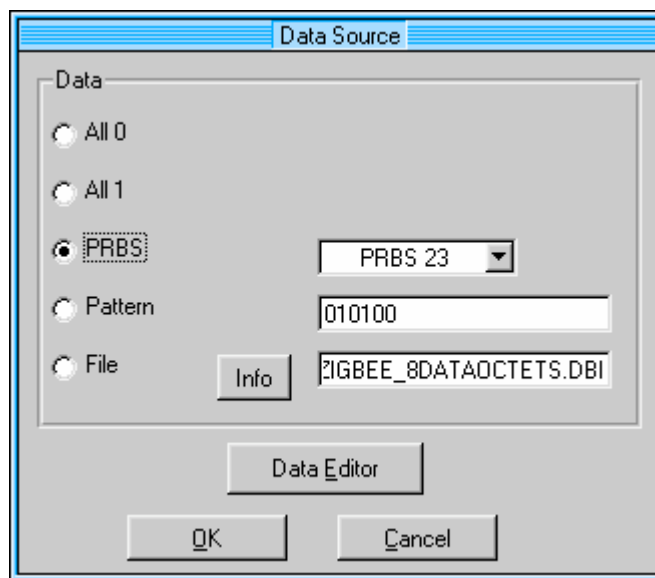 Data Source
Data
All 0
All 1
PRBS PRBS 23
Pattern 010100
File Info ZIGBEE_8DATAOCTETS.DBI
Data Editor
OK Cancel